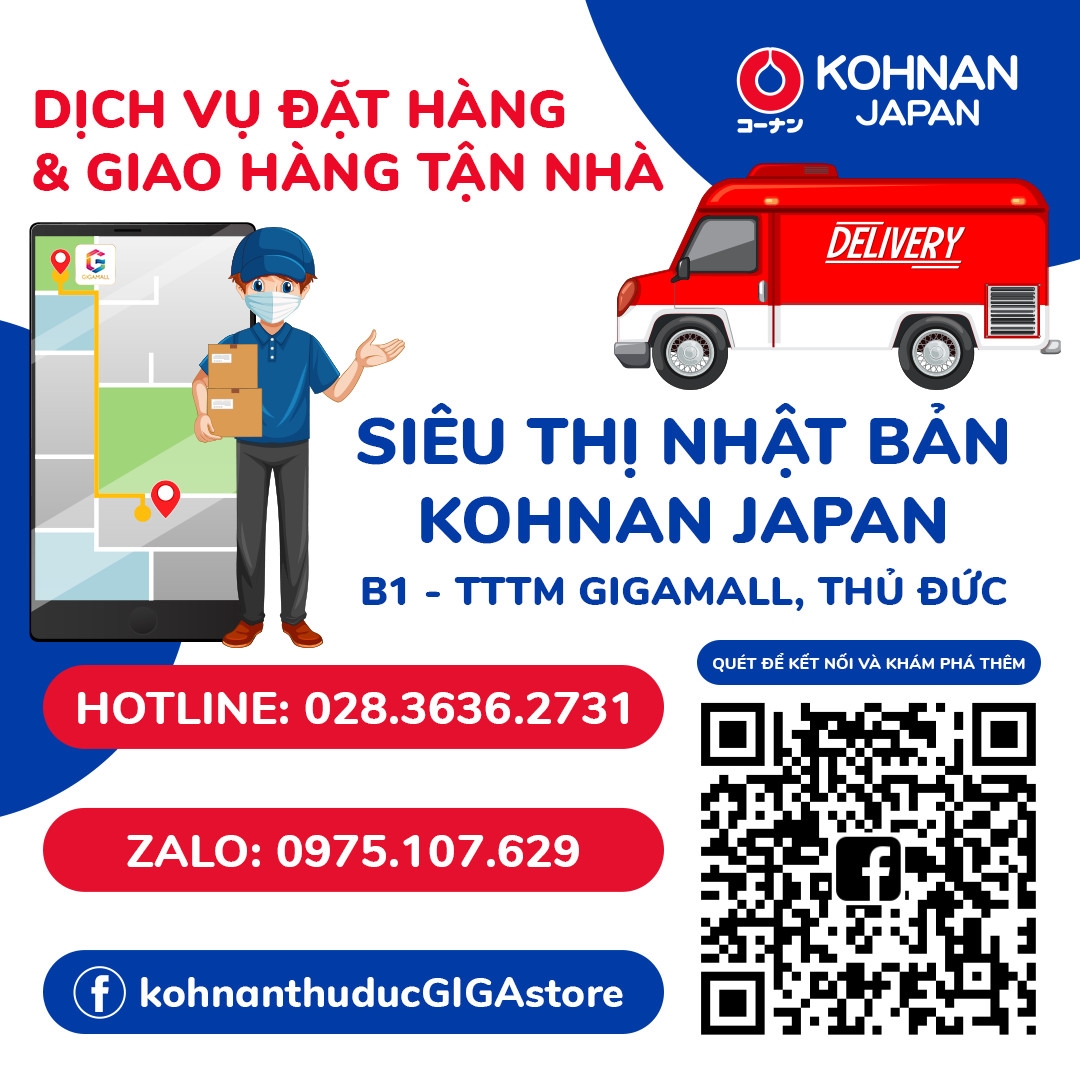 KOHNAN
JAPAN
コーナン
DỊCH VỤ ĐẶT HÀNG
& GIAO HÀNG TẬN NHÀ
GIGAMALL
DELIVERY
SIÊU THỊ NHẬT BẢN
KOHNAN JAPAN
B1 - TTTM GIGAMALL, THỦ ĐỨC
HOTLINE: 028.3636.2731
ZALO: 0975.107.629
kohnanthuducGIGAstore
QUÉT ĐỂ KẾT NỐI VÀ KHÁM PHÁ THÊM